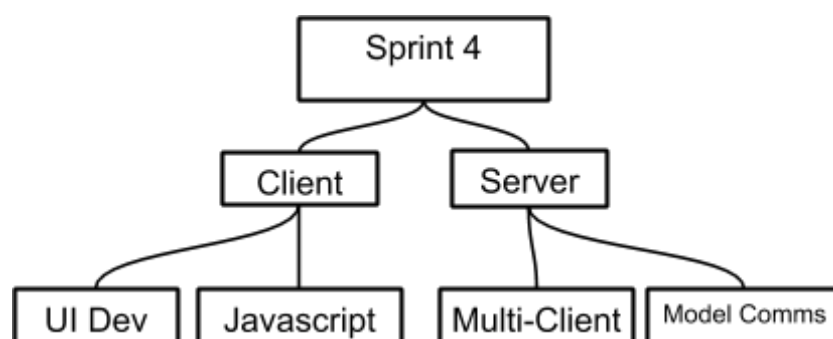 Sprint 4
Client
Server
UI Dev
Javascript
Multi-Client
Model Comms